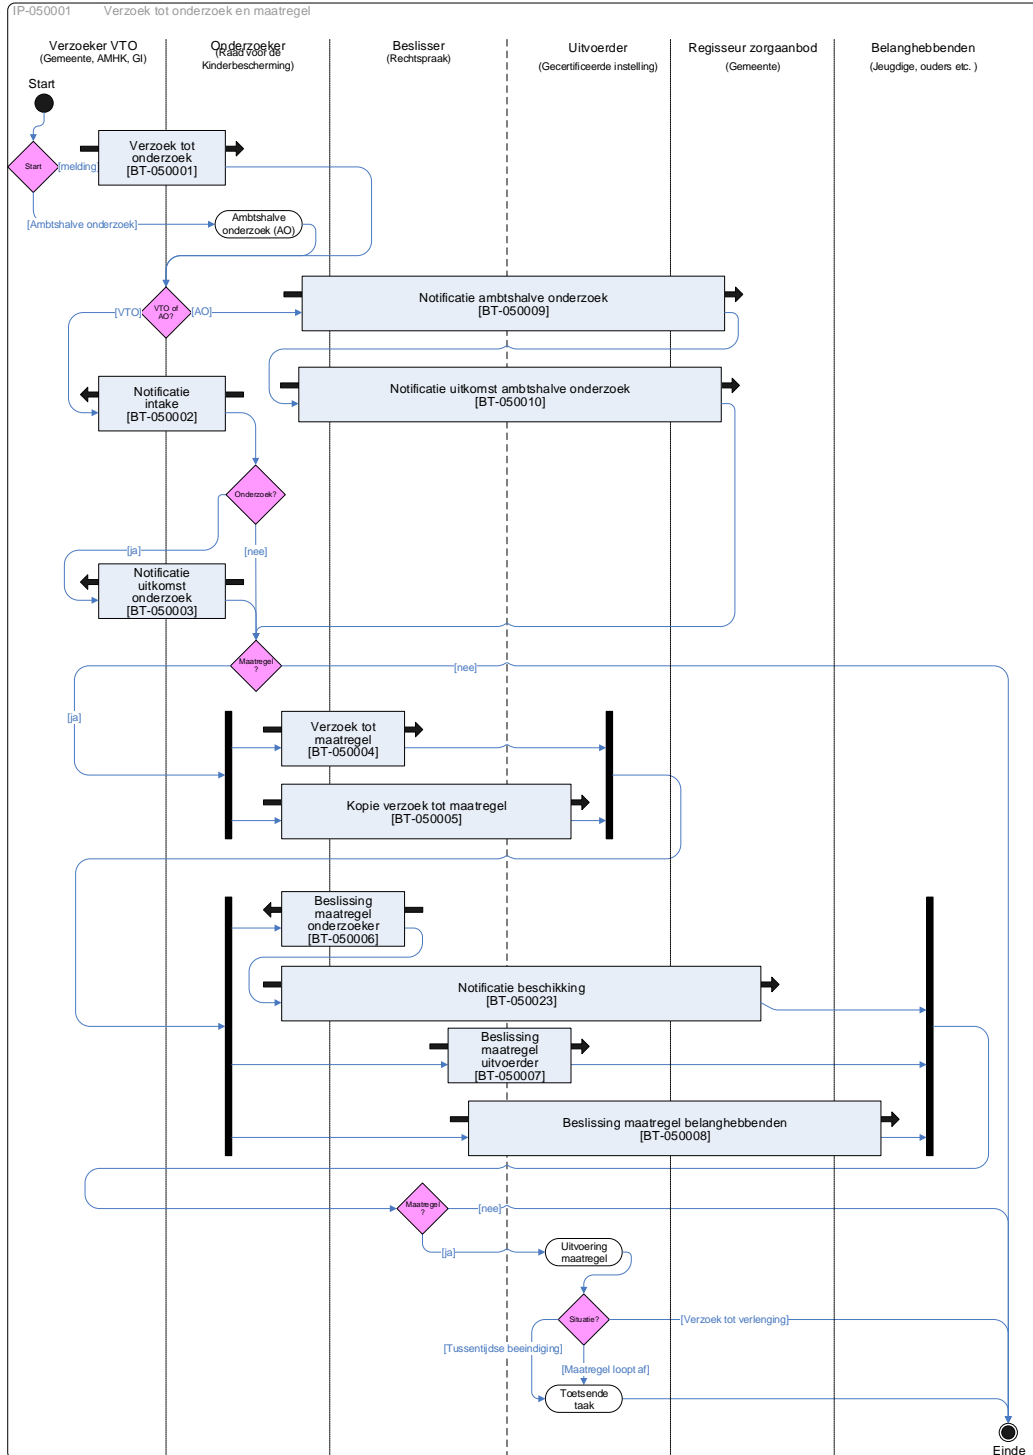 IP-050001 Verzoek tot onderzoek en maatregel
Verzoeker VTO
(Gemeente, AMHK, GI)
Onderzoeker
(Raad voor de
Kinderbescherming)
Beslisser
(Rechtspraak)
Uitvoerder
(Gecertificeerde instelling)
Regisseur zorgaanbod
(Gemeente)
Belanghebbenden
(Jeugdige, ouders etc. )
Start
Start
[melding]
Verzoek tot
onderzoek
[BT-050001]
[Ambtshalve onderzoek]
Ambtshalve
onderzoek (AO)
[VTO]
VTO of
AO?
[AO]
Notificatie ambtshalve onderzoek
[BT-050009]
Notificatie
intake
[BT-050002]
Notificatie uitkomst ambtshalve onderzoek
[BT-050010]
Onderzoek?
[ja]
[nee]
Notificatie
uitkomst
onderzoek
[BT-050003]
Maatregel
?
[nee]
[ja]
Verzoek tot
maatregel
[BT-050004]
Kopie verzoek tot maatregel
[BT-050005]
Beslissing
maatregel
onderzoeker
[BT-050006]
Notificatie beschikking
[BT-050023]
Beslissing
maatregel
uitvoerder
[BT-050007]
Beslissing maatregel belanghebbenden
[BT-050008]
Maatregel
?
[nee]
[ja]
Uitvoering
maatregel
Situatie?
[Verzoek tot verlenging]
[Tussentijdse beeindiging]
[Maatregel loopt af]
Toetsende
taak
Einde